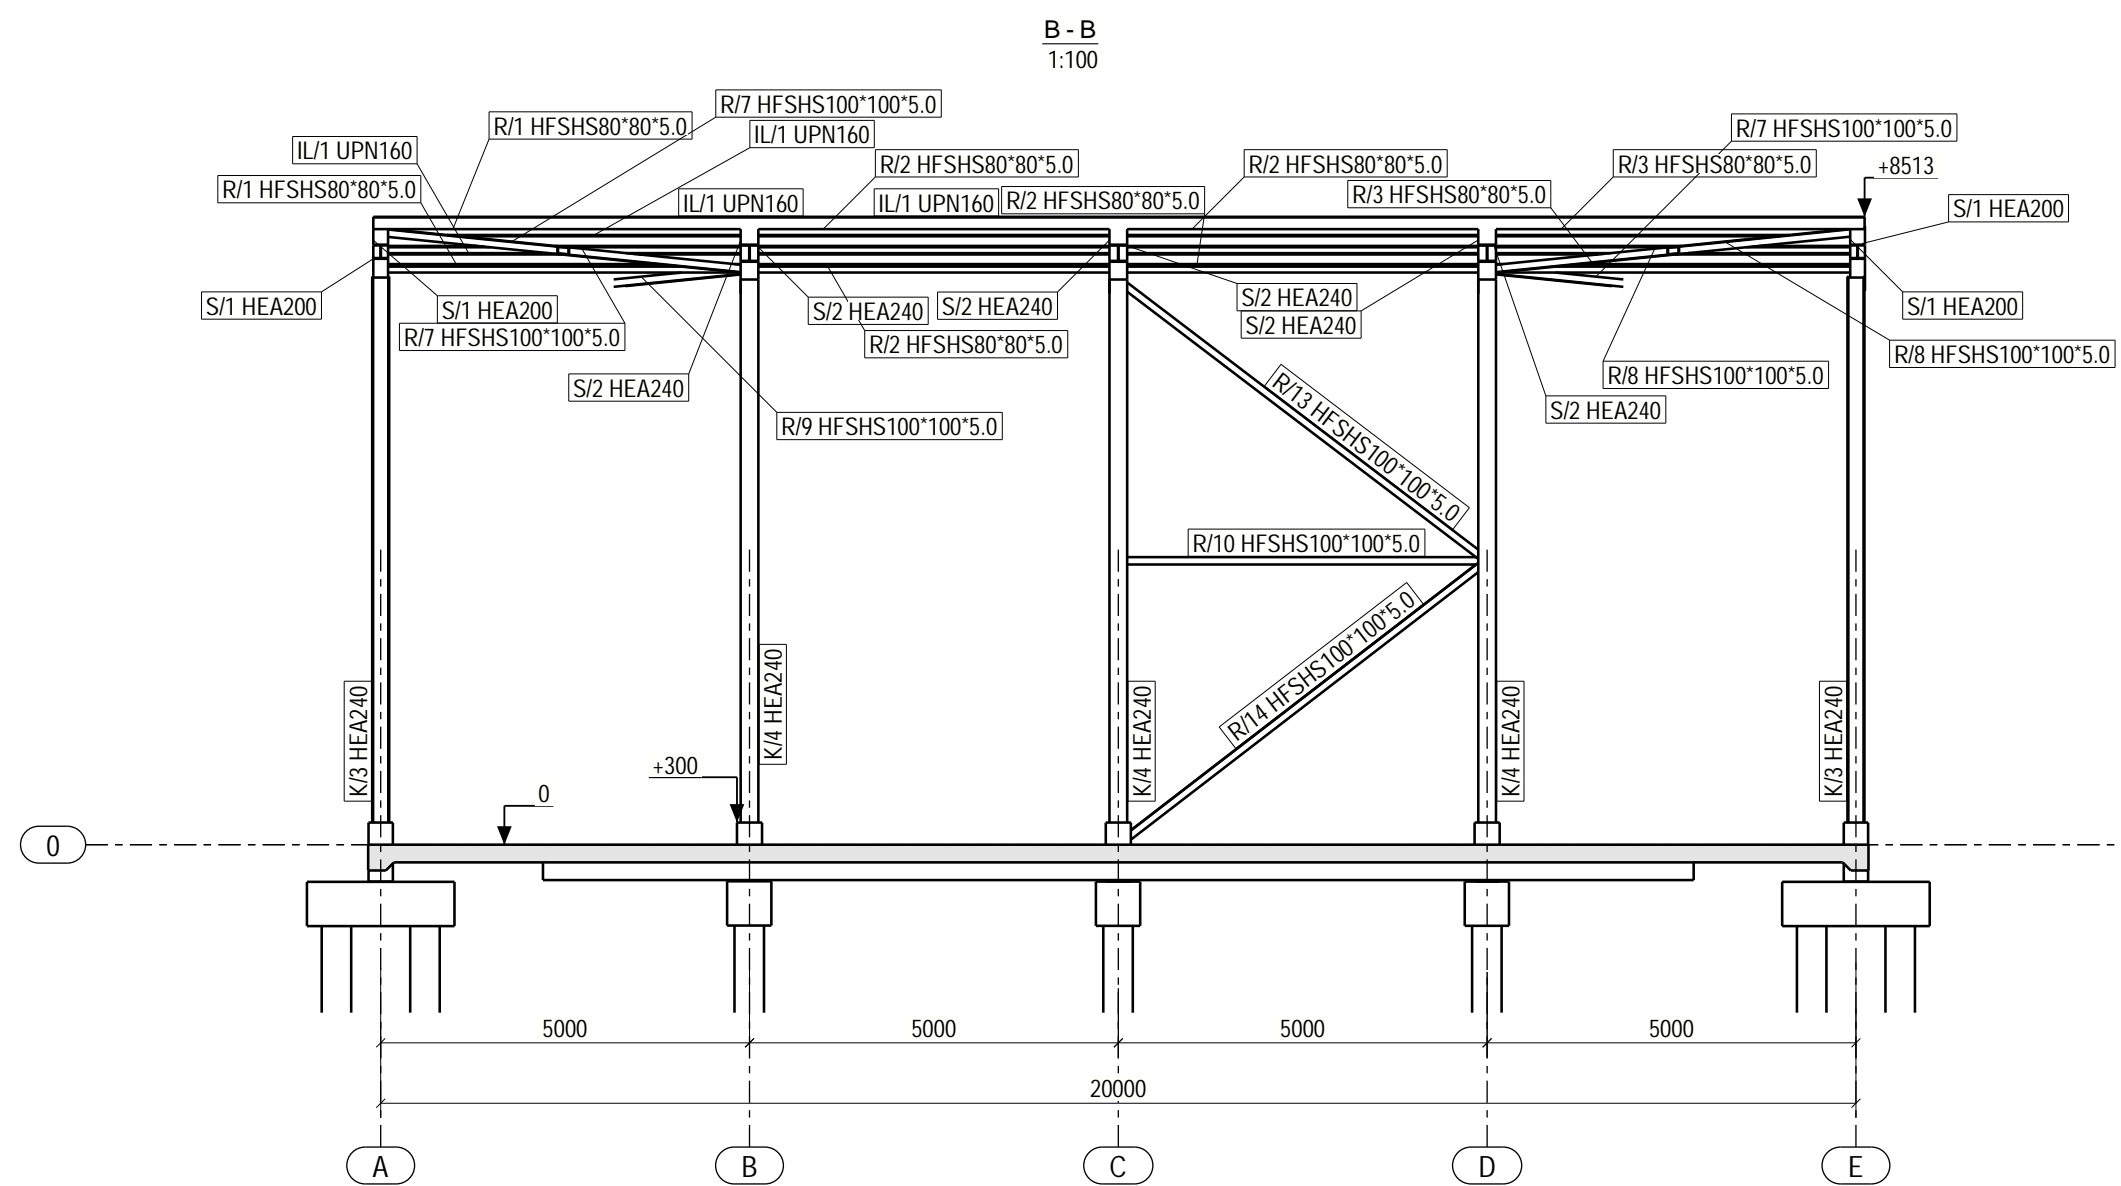 B - B
1:100
R/7 HFSHS100*100*5.0
R/1 HFSHS80*80*5.0
IL/1 UPN160
IL/1 UPN160
R/7 HFSHS100*100*5.0
R/2 HFSHS80*80*5.0
R/2 HFSHS80*80*5.0
R/3 HFSHS80*80*5.0
+8513
R/1 HFSHS80*80*5.0
IL/1 UPN160
IL/1 UPN160
R/2 HFSHS80*80*5.0
R/3 HFSHS80*80*5.0
S/1 HEA200
S/1 HEA200
S/1 HEA200
R/7 HFSHS100*100*5.0
S/2 HEA240
S/2 HEA240
S/2 HEA240
S/2 HEA240
S/1 HEA200
R/2 HFSHS80*80*5.0
R/8 HFSHS100*100*5.0
R/8 HFSHS100*100*5.0
S/2 HEA240
S/2 HEA240
R/9 HFSHS100*100*5.0
R/13 HFSHS100*100*5.0
R/10 HFSHS100*100*5.0
R/14 HFSHS100*100*5.0
K/3 HEA240
K/4 HEA240
K/4 HEA240
K/4 HEA240
K/3 HEA240
+300
0
0
5000
5000
5000
5000
20000
A
B
C
D
E